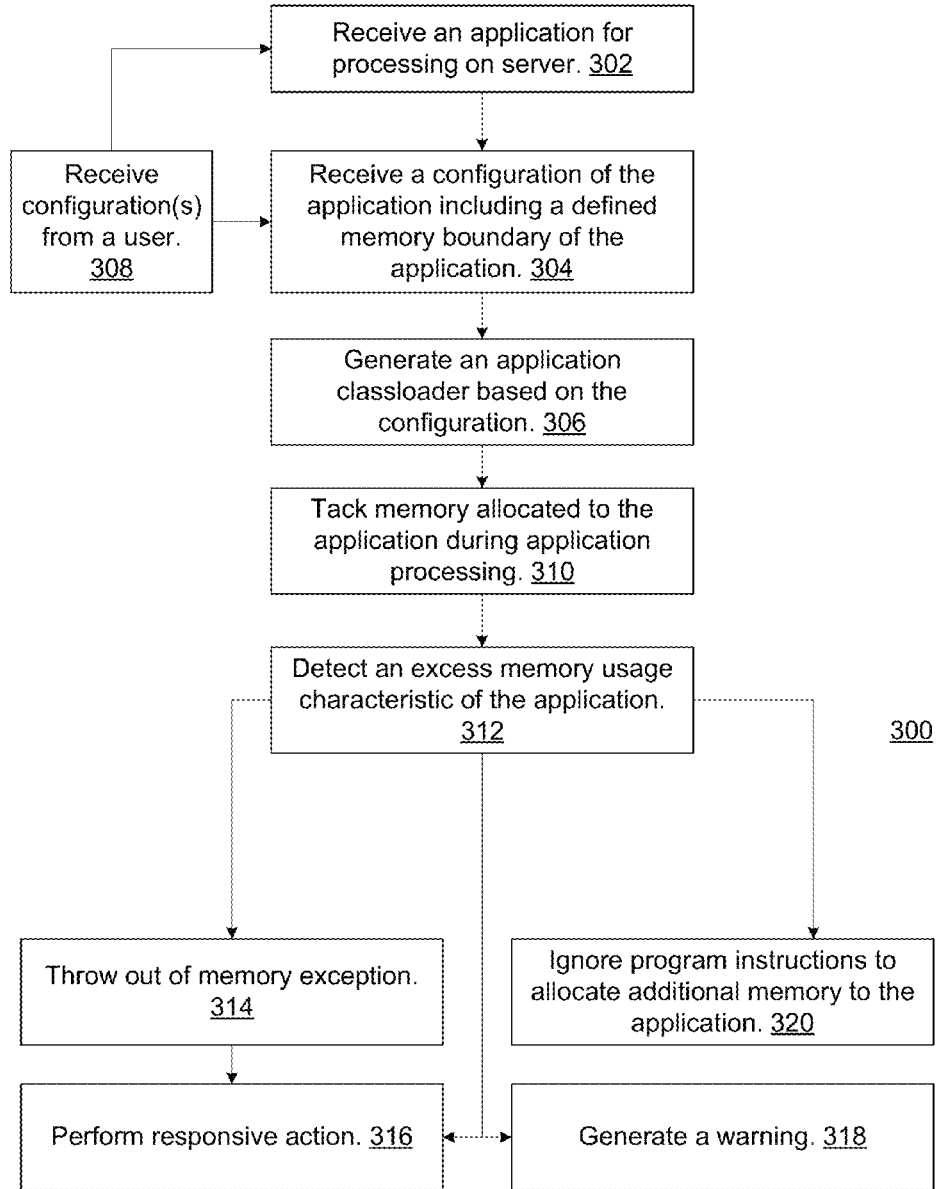 Receive an application for
processing on server. 302
Receive
configuration(s)
from a user.
308
Receive a configuration of the
application including a defined
memory boundary of the
application. 304
Generate an application
classloader based on the
configuration. 306
Tack memory allocated to the
application during application
processing. 310
Detect an excess memory usage
characteristic of the application.
312
300
Throw out of memory exception.
314
Ignore program instructions to
allocate additional memory to the
application. 320
Perform responsive action. 316
Generate a warning. 318